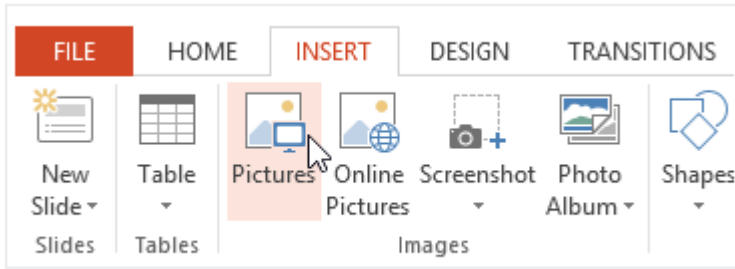 FILE HOME INSERT DESIGN TRANSITIONS
New Table Pictures Online Screenshot Photo Shapes
Slide Pictures Album
Slides Tables Images